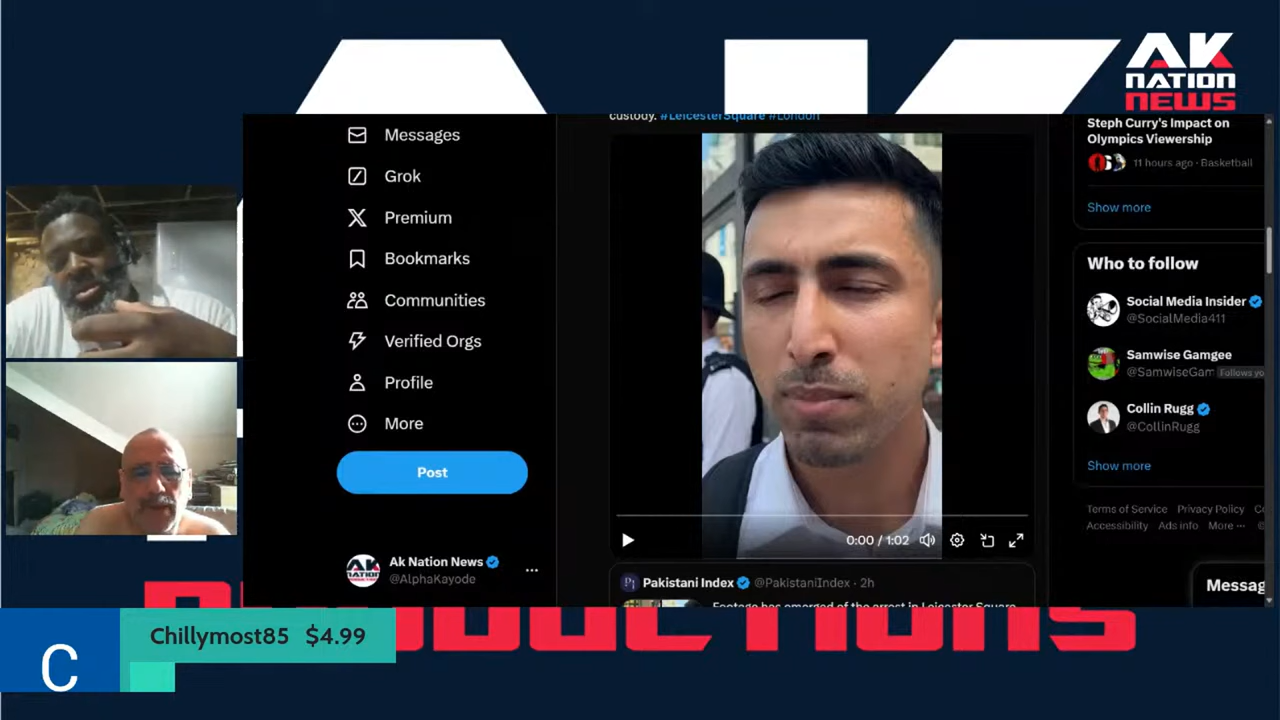 AK
NATION
NEWS
custody. #LeicesterSquare #London
Messages
Grok
Premium
Bookmarks
Communities
Verified Orgs
Profile
More
Post
Ak Nation News
@AlphaKayode
0:00 / 1:02
Pakistani Index @PakistaniIndex · 2h
Footage has emerged of the arrest in Leicester Square
Steph Curry's Impact on
Olympics Viewership
11 hours ago · Basketball
Show more
Who to follow
Social Media Insider
@SocialMedia411
Samwise Gamgee
@SamwiseGam Follows yo
Collin Rugg
@CollinRugg
Show more
Terms of Service Privacy Policy
Accessibility Ads info More ···
Messag
Chillymost85 $4.99
C